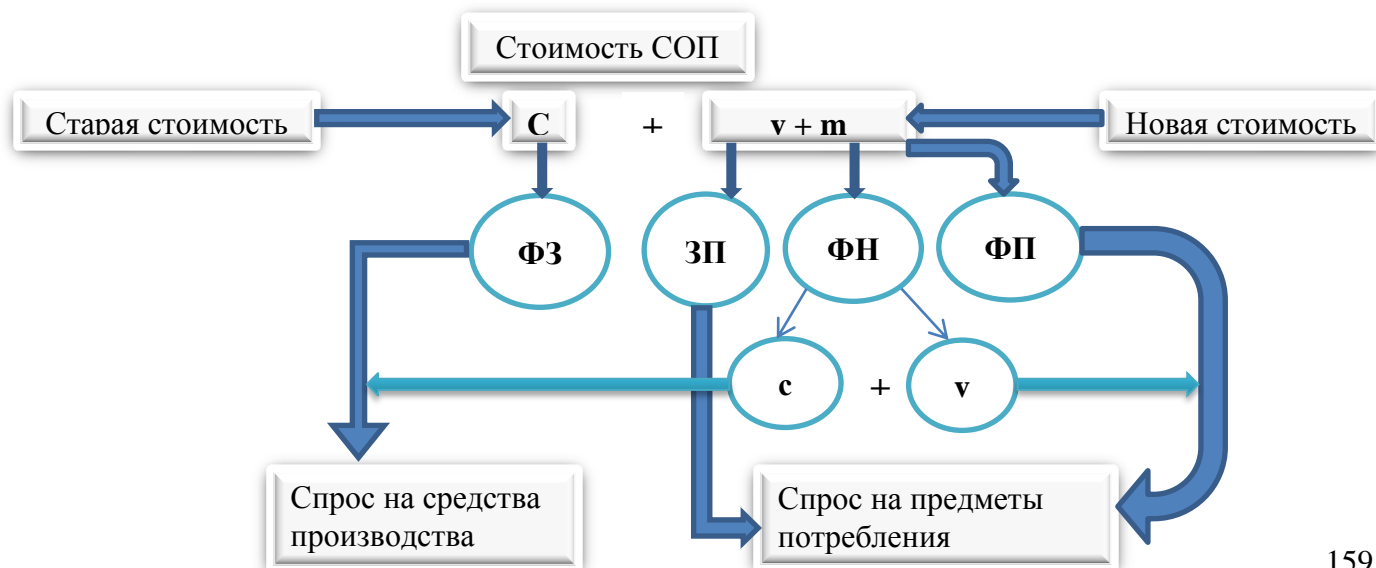 Стоимость СОП
Старая стоимость
С
+
v + m
Новая стоимость
ФЗ
ЗП
ФН
ФП
c
+
v
Спрос на средства
производства
Спрос на предметы
потребления
159